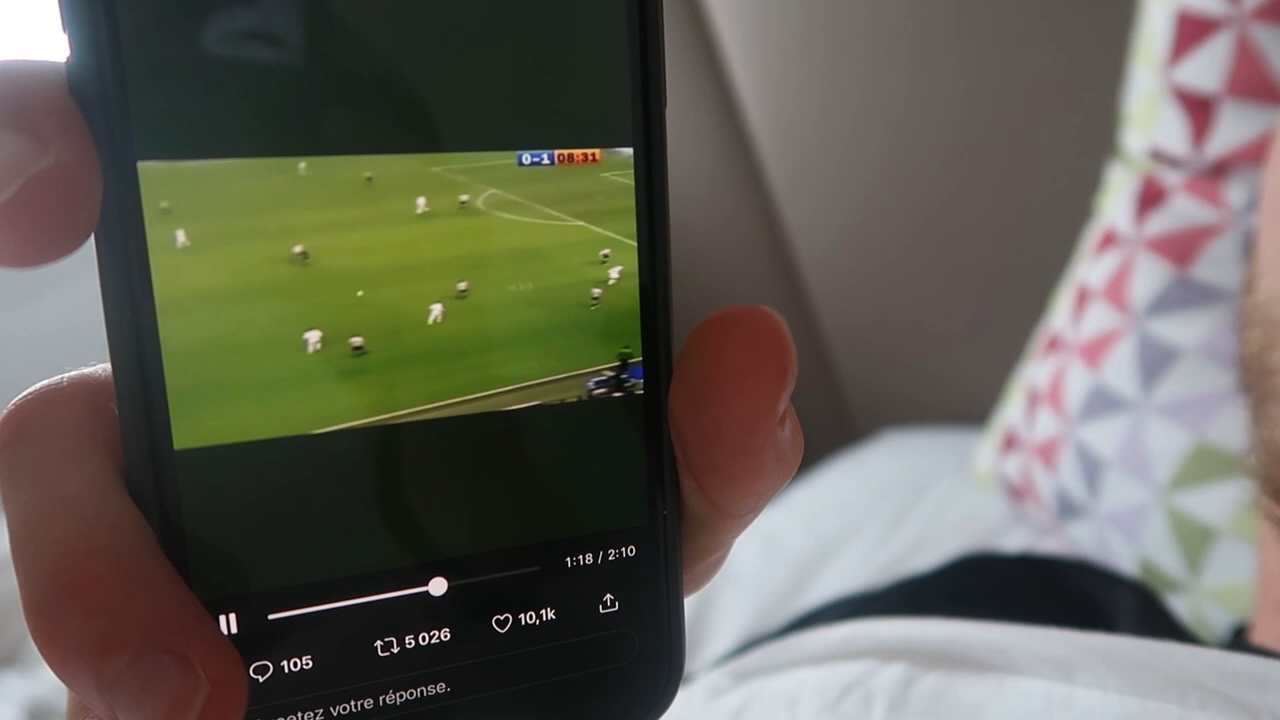 0-1 08:31
1:18 / 2:10
105 5 026 10,1k
votre réponse.